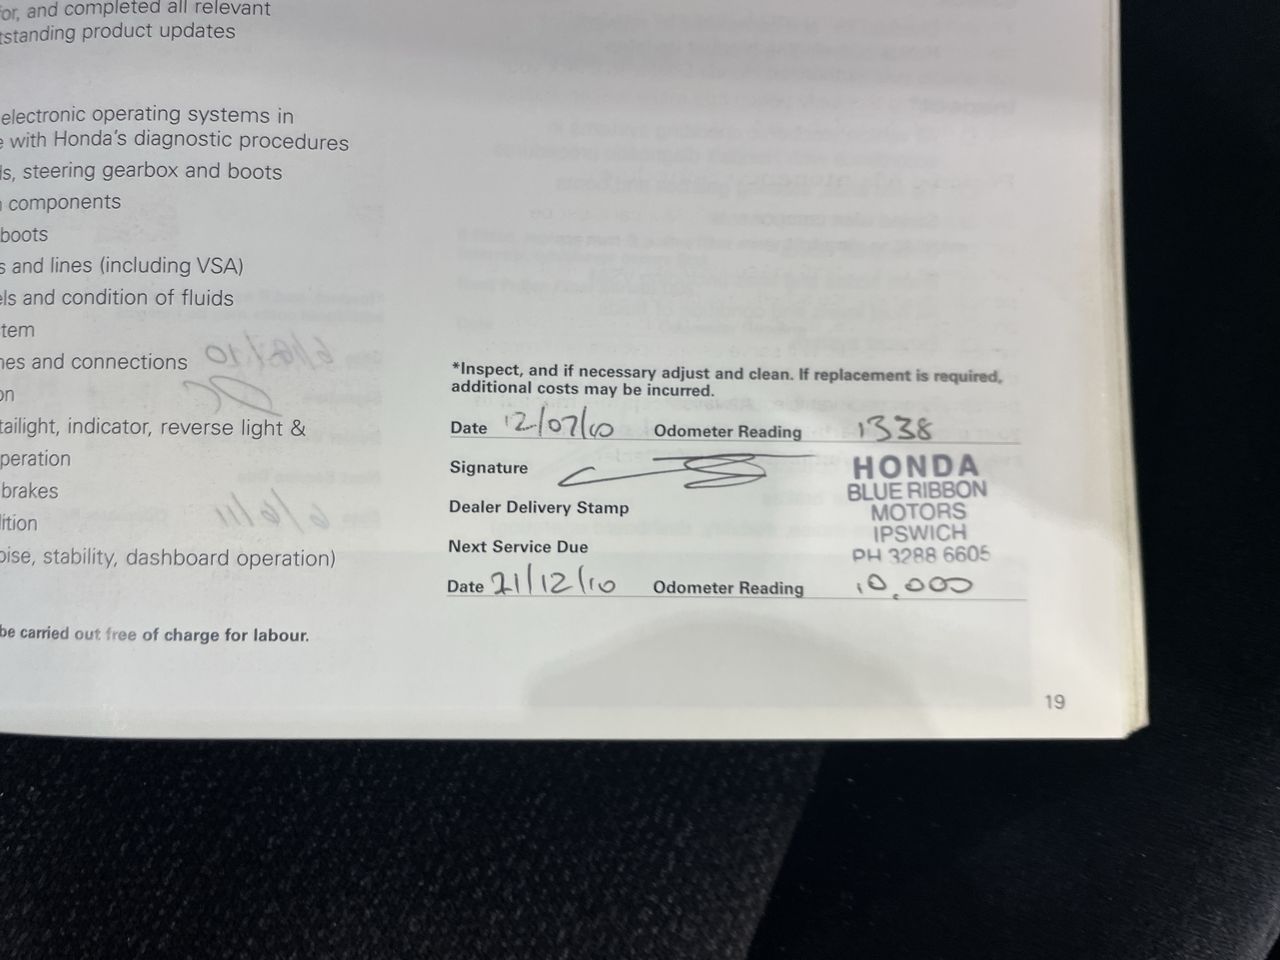 for, and completed all relevant
tstanding product updates
electronic operating systems in
e with Honda's diagnostic procedures
ls, steering gearbox and boots
components
boots
s and lines (including VSA)
els and condition of fluids
tem
nes and connections
on
tailight, indicator, reverse light &
peration
brakes
lition
oise, stability, dashboard operation)
be carried out free of charge for labour.
*Inspect, and if necessary adjust and clean. If replacement is required,
additional costs may be incurred.
Date 12/07/10 Odometer Reading 1338
Signature
HONDA
BLUE RIBBON
MOTORS
IPSWICH
PH 3288 6605
Dealer Delivery Stamp
Next Service Due
Date 21/12/10 Odometer Reading 10,000
19